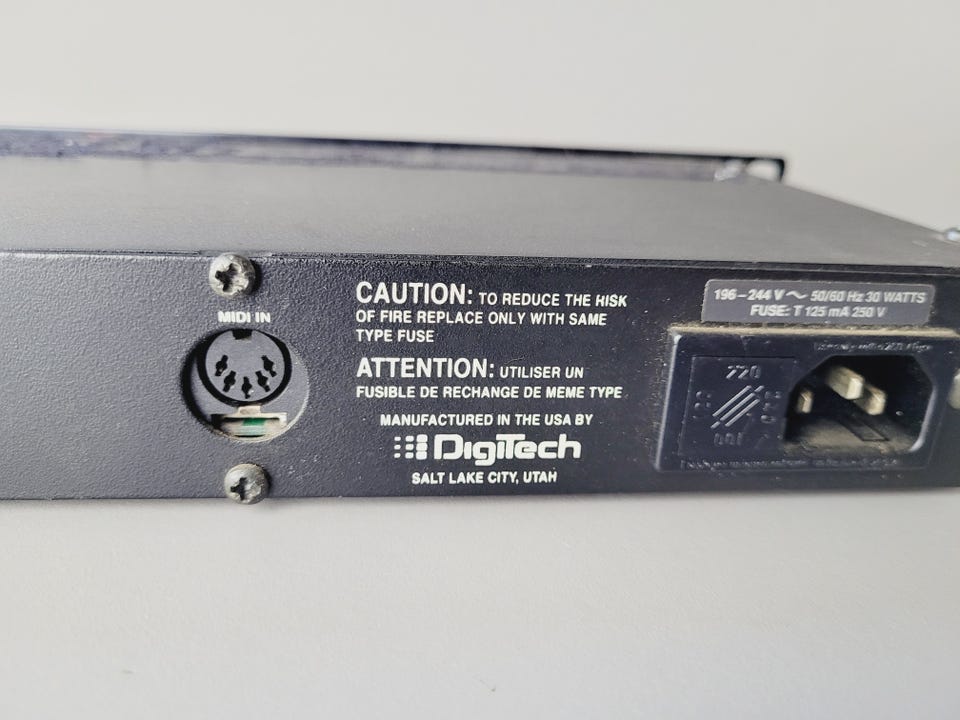 MIDI IN
CAUTION: TO REDUCE THE RISK
OF FIRE REPLACE ONLY WITH SAME
TYPE FUSE
ATTENTION: UTILISER UN
FUSIBLE DE RECHANGE DE MEME TYPE
MANUFACTURED IN THE USA BY
DigiTech
SALT LAKE CITY, UTAH
196-244 V ~ 50/60 Hz 30 WATTS
FUSE: T 125 mA 250 V